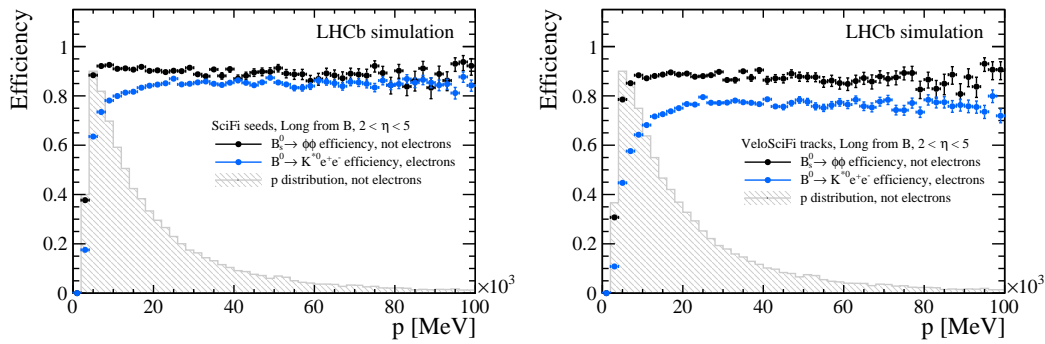 Efficiency
LHCb simulation
1
0.8
0.6
0.4
0.2
0
SciFi seeds, Long from B, 2 < η < 5
B⁰ₛ → ϕϕ efficiency, not electrons
B⁰ → K*⁰e⁺e⁻ efficiency, electrons
p distribution, not electrons
0 20 40 60 80 100
×10³
p [MeV]
Efficiency
LHCb simulation
1
0.8
0.6
0.4
0.2
0
VeloSciFi tracks, Long from B, 2 < η < 5
B⁰ₛ → ϕϕ efficiency, not electrons
B⁰ → K*⁰e⁺e⁻ efficiency, electrons
p distribution, not electrons
0 20 40 60 80 100
×10³
p [MeV]